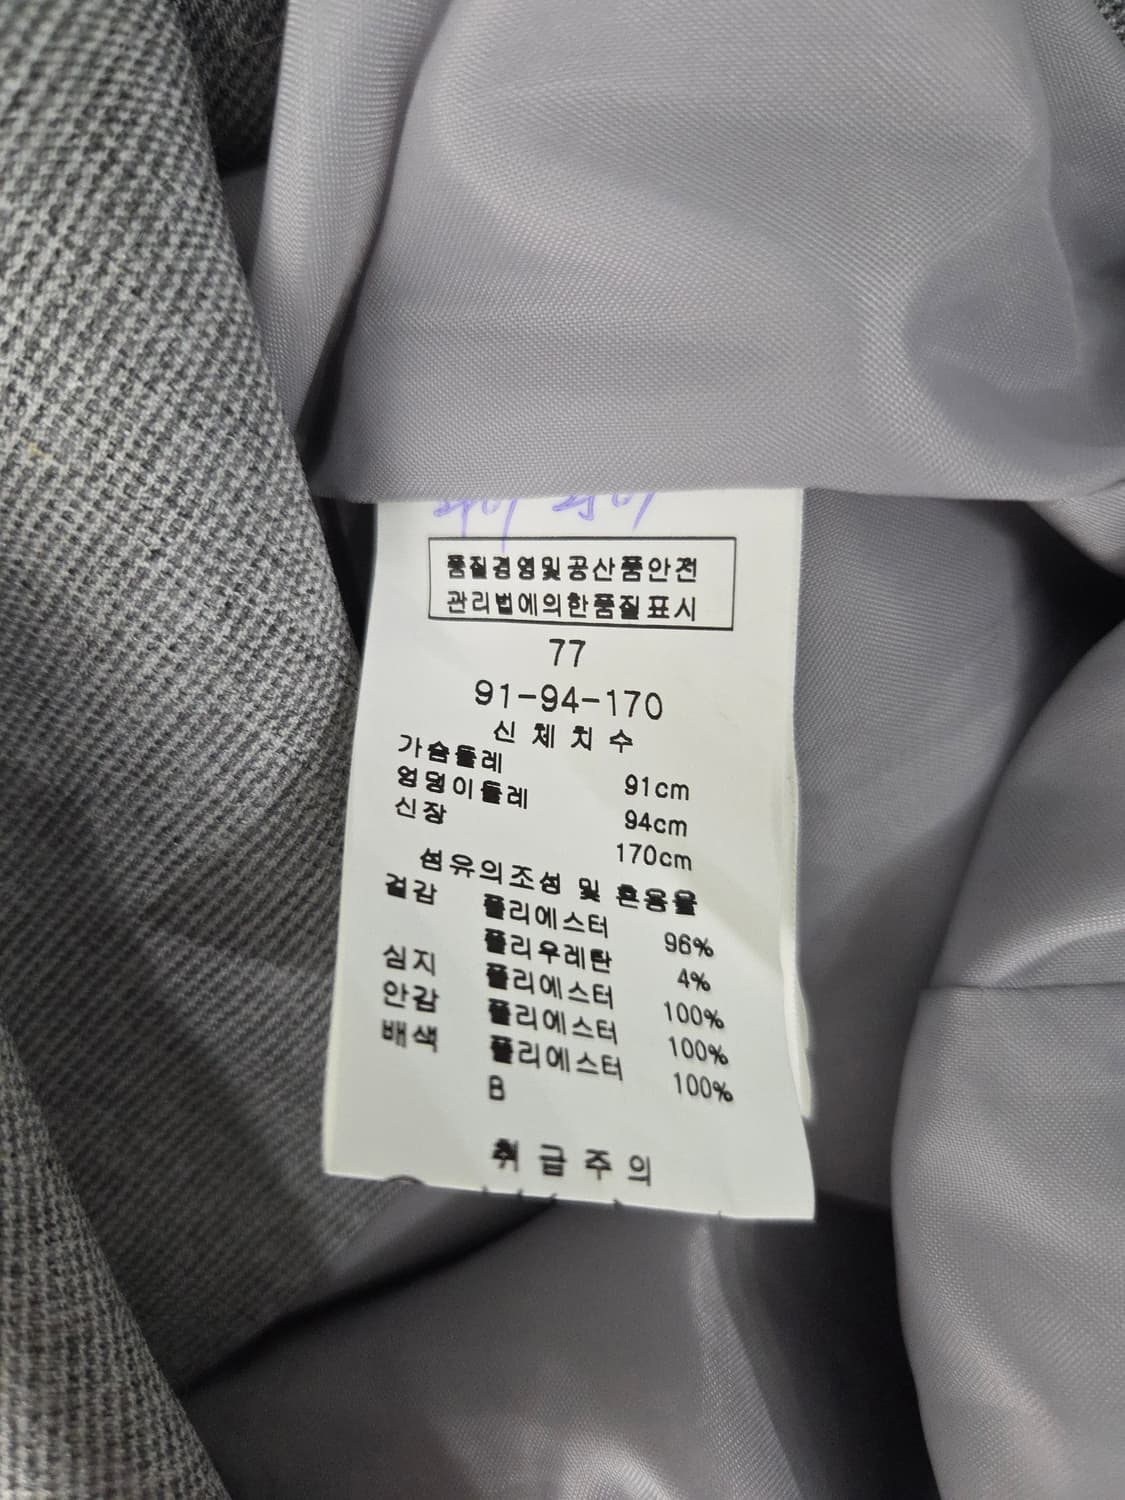 품질경영및공산품안전
관리법에의한품질표시
77
91-94-170
신체치수
가슴둘레 91cm
엉덩이둘레 94cm
신장 170cm
섬유의조성 및 혼용율
겉감 폴리에스터 96%
폴리우레탄 4%
심지 폴리에스터 100%
안감 폴리에스터 100%
배색 폴리에스터 100%
B
취급주의